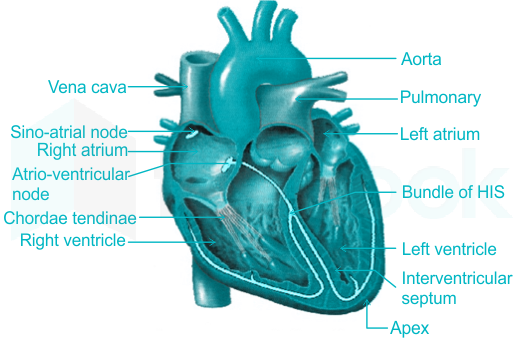 Aorta
Vena cava
Pulmonary
Sino-atrial node
Left atrium
Right atrium
Atrio-ventricular
node
Bundle of HIS
Chordae tendinae
Right ventricle
Left ventricle
Interventricular
septum
Apex